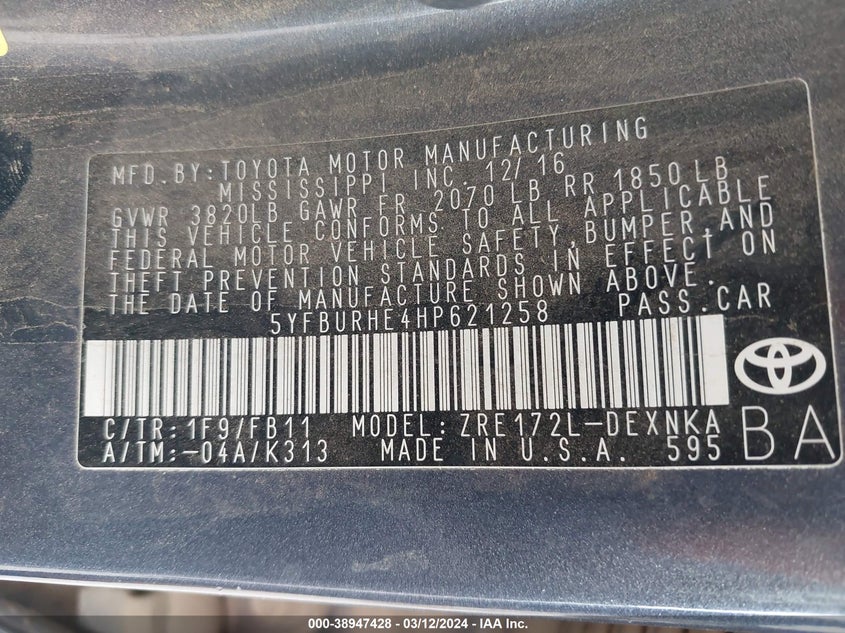 MFD. BY: TOYOTA MOTOR MANUFACTURING
MISSISSIPPI INC. 12/16
GVWR 3820LB GAWR FR 2070 LB RR 1850 LB
THIS VEHICLE CONFORMS TO ALL APPLICABLE
FEDERAL MOTOR VEHICLE SAFETY, BUMPER, AND
THEFT PREVENTION STANDARDS IN EFFECT ON
THE DATE OF MANUFACTURE SHOWN ABOVE.
5YFBURHE4HP621258 PASS. CAR
C/TR: 1F9/FB11 MODEL: ZRE172L-DEXNKA
A/TM: -04A/K313 MADE IN U.S.A. 595
BA
000-38947428 - 03/12/2024 - IAA Inc.